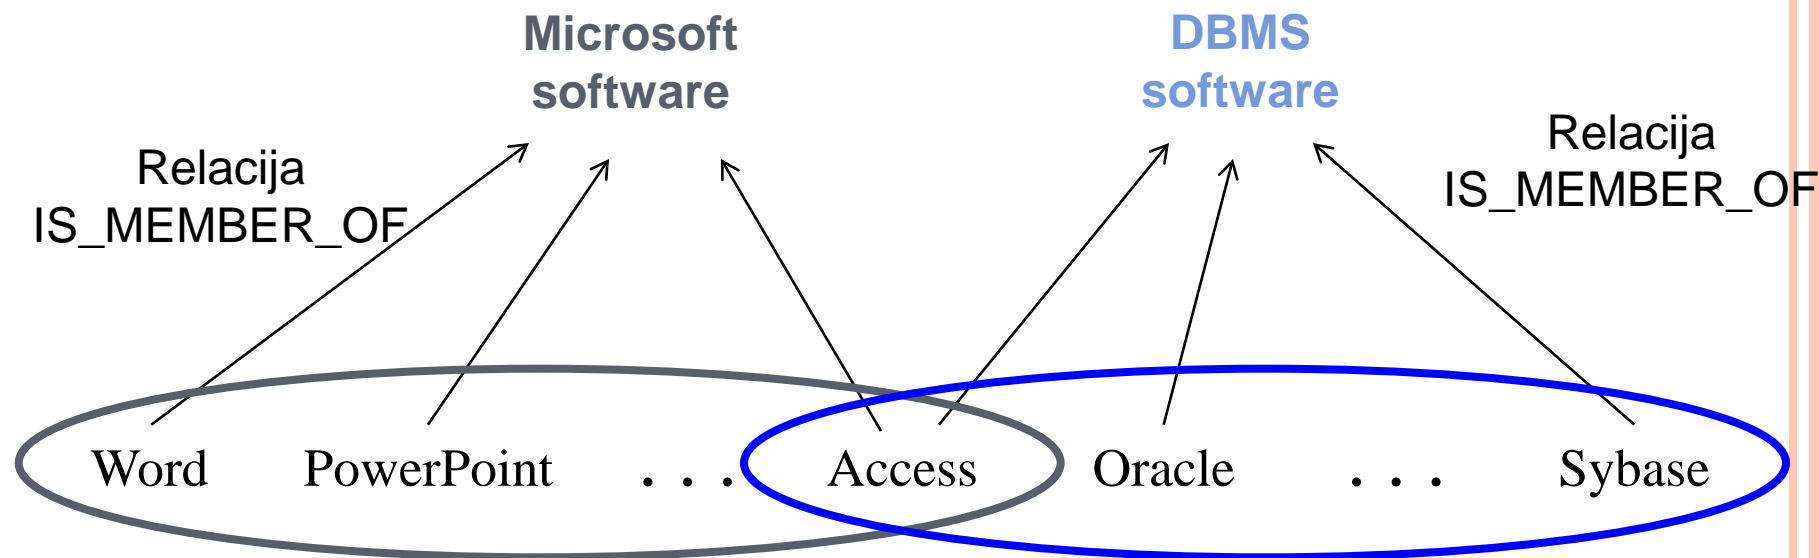 Microsoft
software
DBMS
software
Relacija
IS_MEMBER_OF
Relacija
IS_MEMBER_OF
Word PowerPoint . . . Access Oracle . . . Sybase